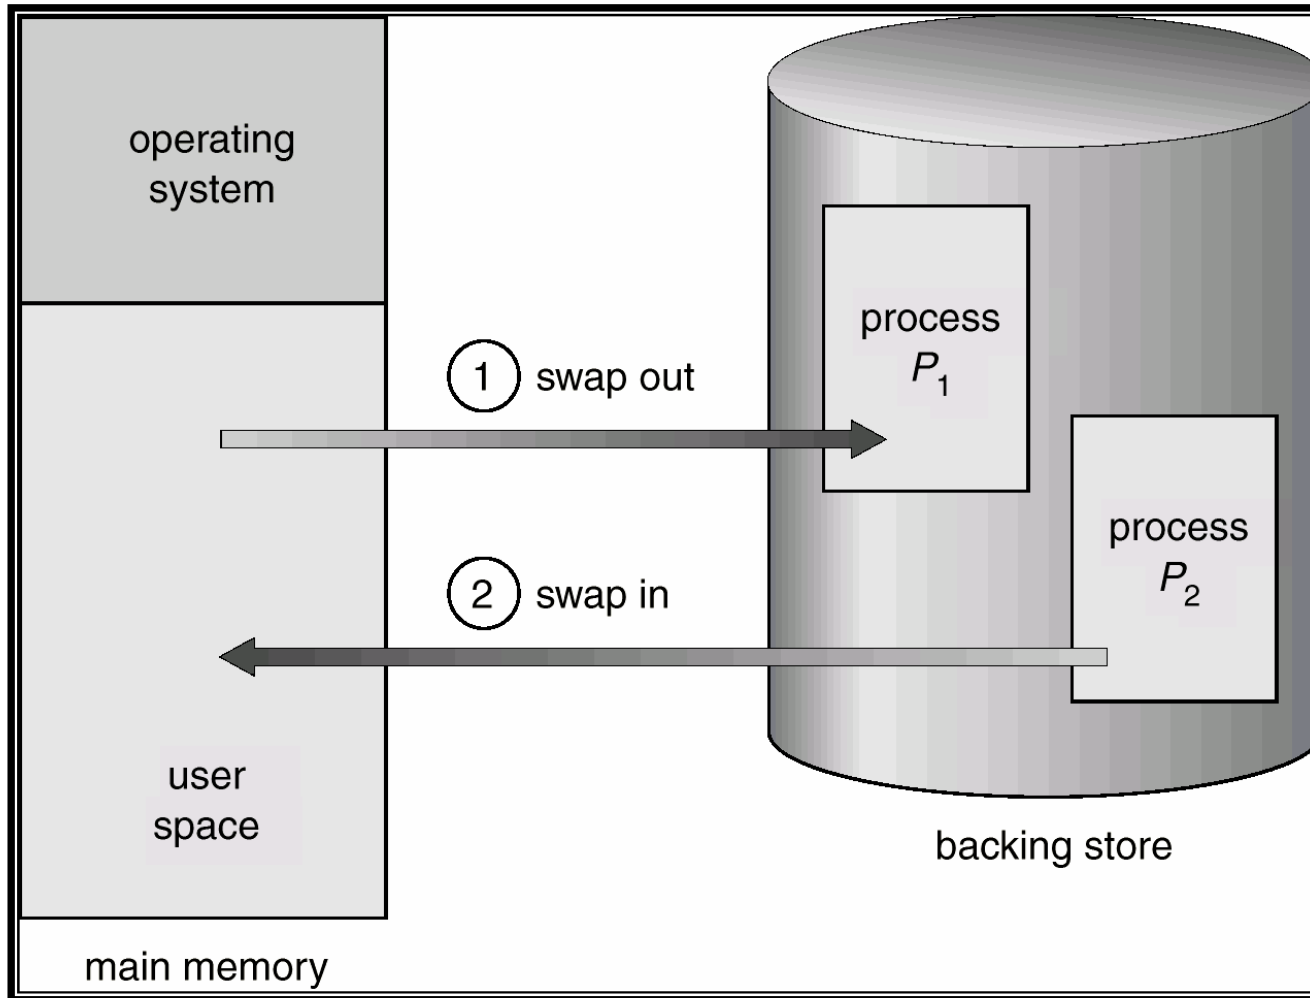 operating
system
process
P1
1 swap out
process
P2
2 swap in
user
space
backing store
main memory